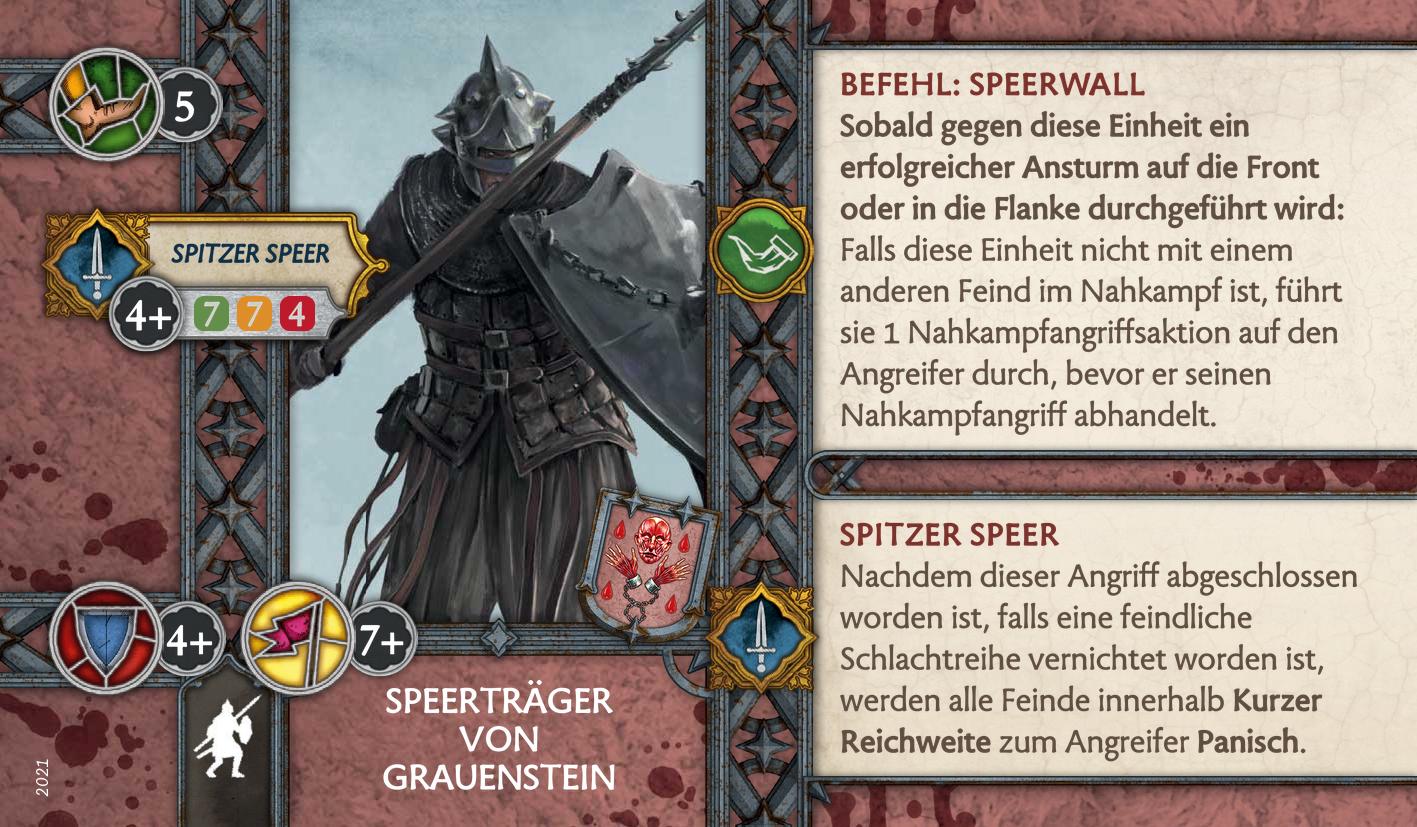 5
SPITZER SPEER
4+ 7 7 4
4+ 7+
SPEERTRÄGER
VON
GRAUENSTEIN
2021
BEFEHL: SPEERWALL
Sobald gegen diese Einheit ein
erfolgreicher Ansturm auf die Front
oder in die Flanke durchgeführt wird:
Falls diese Einheit nicht mit einem
anderen Feind im Nahkampf ist, führt
sie 1 Nahkampfangriffsaktion auf den
Angreifer durch, bevor er seinen
Nahkampfangriff abhandelt.
SPITZER SPEER
Nachdem dieser Angriff abgeschlossen
worden ist, falls eine feindliche
Schlachtreihe vernichtet worden ist,
werden alle Feinde innerhalb Kurzer
Reichweite zum Angreifer Panisch.